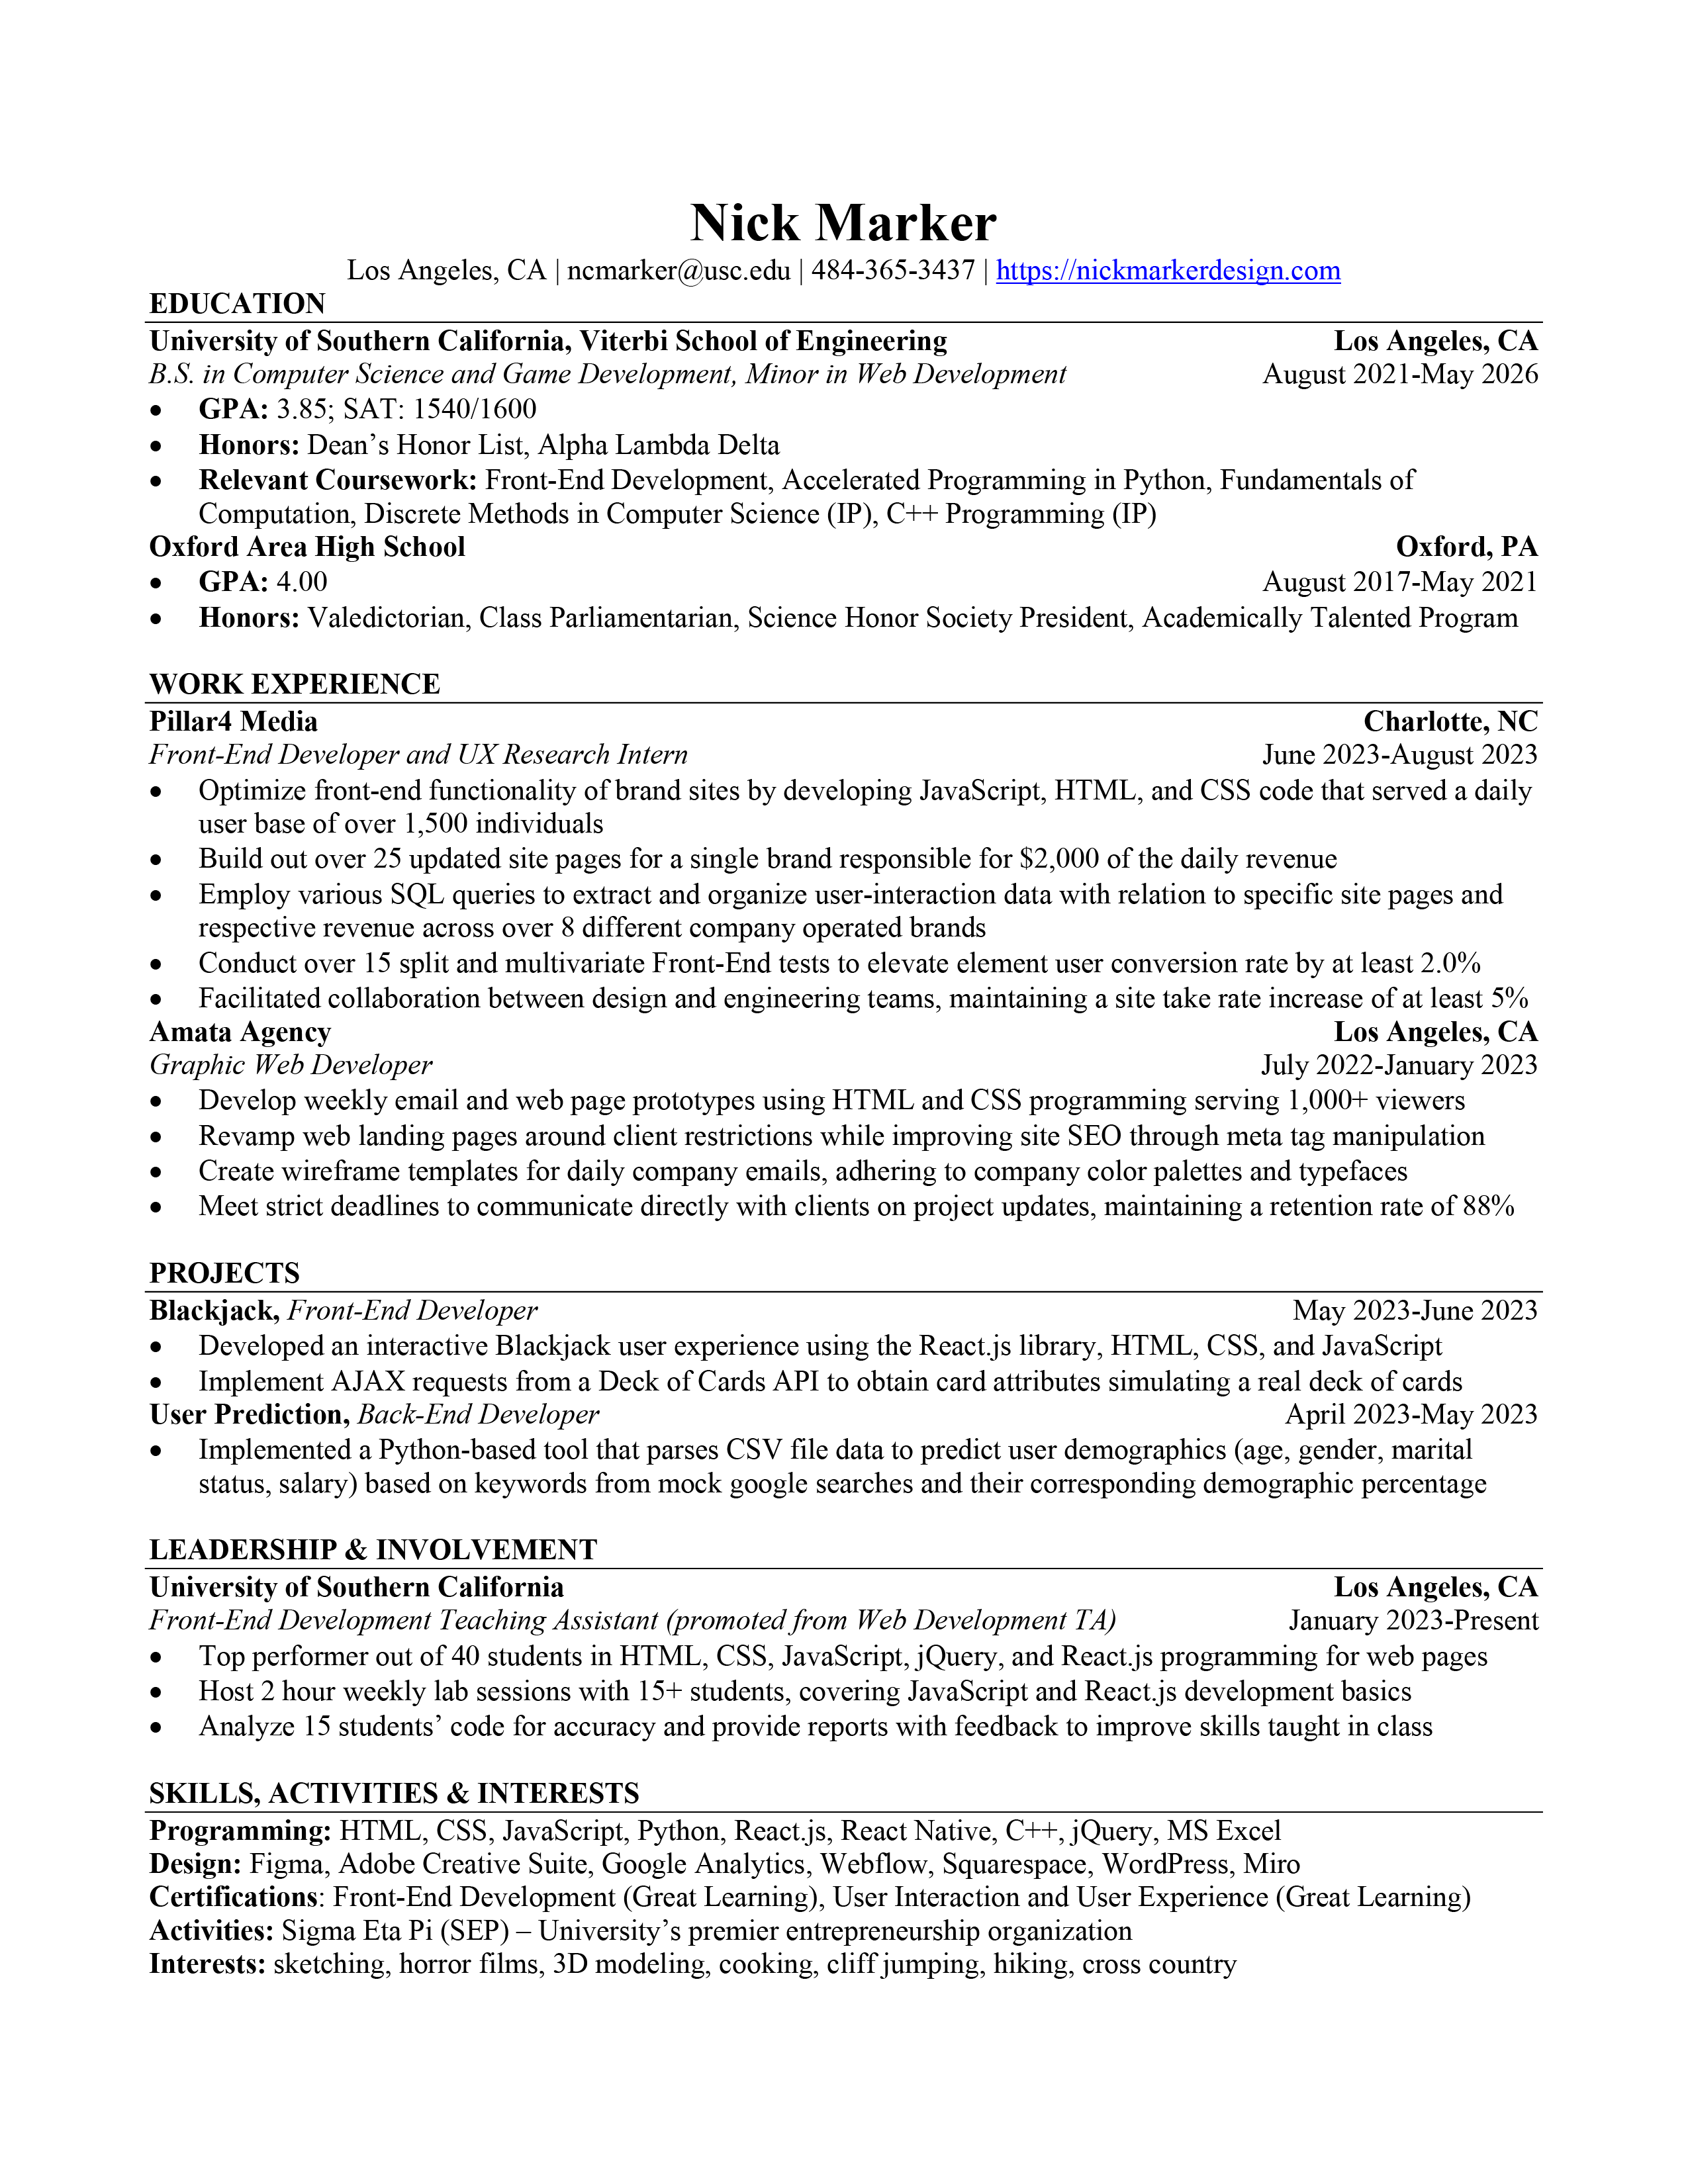 Nick Marker
Los Angeles, CA | ncmarker@usc.edu | 484-365-3437 | https://nickmarkerdesign.com
EDUCATION
University of Southern California, Viterbi School of Engineering Los Angeles, CA
B.S. in Computer Science and Game Development, Minor in Web Development August 2021-May 2026
• GPA: 3.85; SAT: 1540/1600
• Honors: Dean’s Honor List, Alpha Lambda Delta
• Relevant Coursework: Front-End Development, Accelerated Programming in Python, Fundamentals of
Computation, Discrete Methods in Computer Science (IP), C++ Programming (IP)
Oxford Area High School Oxford, PA
• GPA: 4.00 August 2017-May 2021
• Honors: Valedictorian, Class Parliamentarian, Science Honor Society President, Academically Talented Program
WORK EXPERIENCE
Pillar4 Media Charlotte, NC
Front-End Developer and UX Research Intern June 2023-August 2023
• Optimize front-end functionality of brand sites by developing JavaScript, HTML, and CSS code that served a daily
user base of over 1,500 individuals
• Build out over 25 updated site pages for a single brand responsible for $2,000 of the daily revenue
• Employ various SQL queries to extract and organize user-interaction data with relation to specific site pages and
respective revenue across over 8 different company operated brands
• Conduct over 15 split and multivariate Front-End tests to elevate element user conversion rate by at least 2.0%
• Facilitated collaboration between design and engineering teams, maintaining a site take rate increase of at least 5%
Amata Agency Los Angeles, CA
Graphic Web Developer July 2022-January 2023
• Develop weekly email and web page prototypes using HTML and CSS programming serving 1,000+ viewers
• Revamp web landing pages around client restrictions while improving site SEO through meta tag manipulation
• Create wireframe templates for daily company emails, adhering to company color palettes and typefaces
• Meet strict deadlines to communicate directly with clients on project updates, maintaining a retention rate of 88%
PROJECTS
Blackjack, Front-End Developer May 2023-June 2023
• Developed an interactive Blackjack user experience using the React.js library, HTML, CSS, and JavaScript
• Implement AJAX requests from a Deck of Cards API to obtain card attributes simulating a real deck of cards
User Prediction, Back-End Developer April 2023-May 2023
• Implemented a Python-based tool that parses CSV file data to predict user demographics (age, gender, marital
status, salary) based on keywords from mock google searches and their corresponding demographic percentage
LEADERSHIP & INVOLVEMENT
University of Southern California Los Angeles, CA
Front-End Development Teaching Assistant (promoted from Web Development TA) January 2023-Present
• Top performer out of 40 students in HTML, CSS, JavaScript, jQuery, and React.js programming for web pages
• Host 2 hour weekly lab sessions with 15+ students, covering JavaScript and React.js development basics
• Analyze 15 students’ code for accuracy and provide reports with feedback to improve skills taught in class
SKILLS, ACTIVITIES & INTERESTS
Programming: HTML, CSS, JavaScript, Python, React.js, React Native, C++, jQuery, MS Excel
Design: Figma, Adobe Creative Suite, Google Analytics, Webflow, Squarespace, WordPress, Miro
Certifications: Front-End Development (Great Learning), User Interaction and User Experience (Great Learning)
Activities: Sigma Eta Pi (SEP) – University’s premier entrepreneurship organization
Interests: sketching, horror films, 3D modeling, cooking, cliff jumping, hiking, cross country